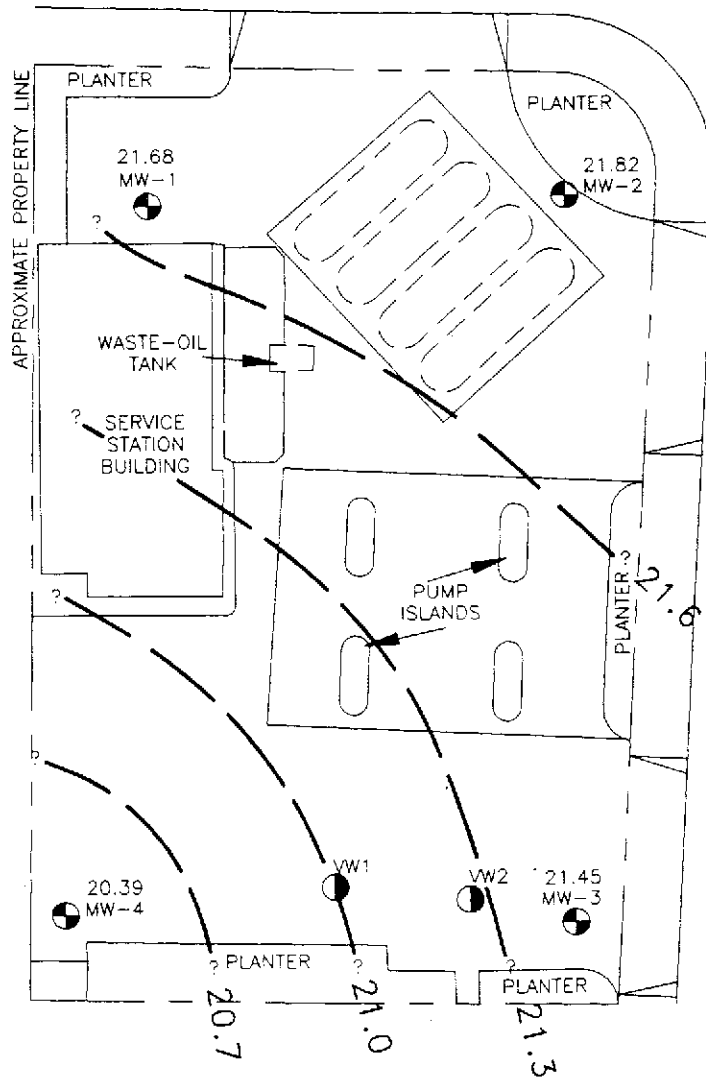 PLANTER
PLANTER
APPROXIMATE PROPERTY LINE
21.68
MW-1
21.82
MW-2
?
WASTE-OIL
TANK
?
SERVICE
STATION
BUILDING
?
PUMP
ISLANDS
?
PLANTER
21.6
?
VW1
VW2
20.39
MW-4
21.45
MW-3
?
PLANTER
?
?
PLANTER
20.7
21.0
21.3